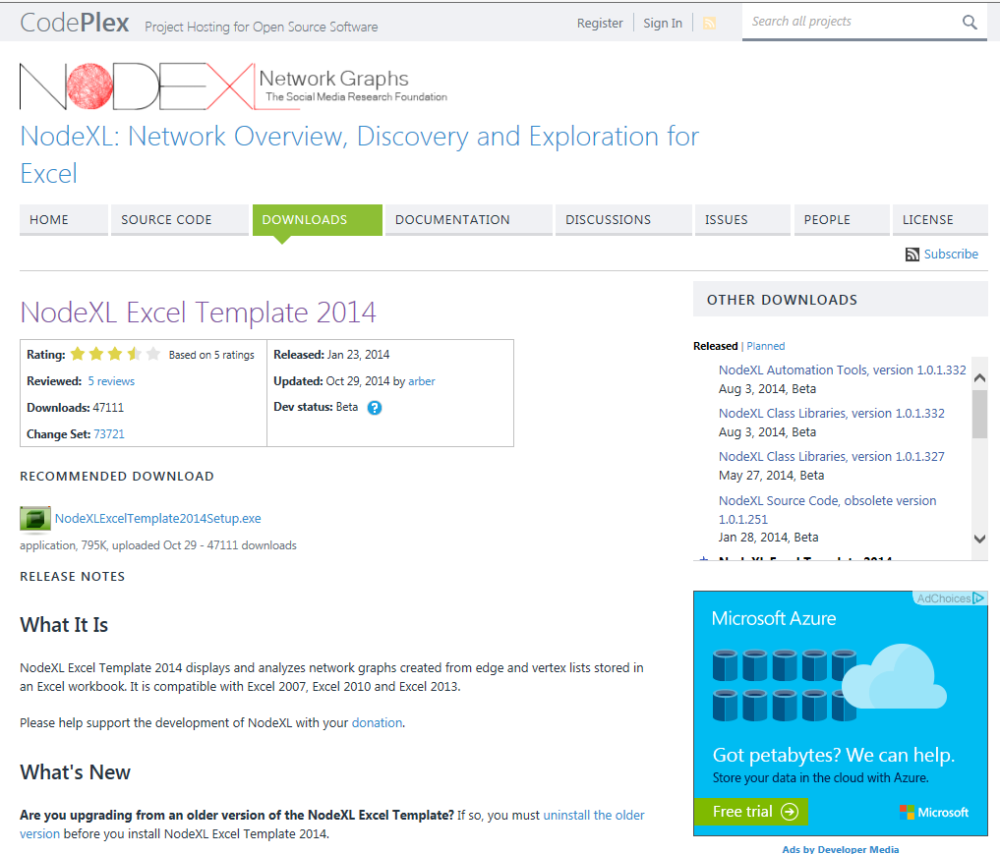 CodePlex Project Hosting for Open Source Software
Register
Sign In
Search all projects
NODEXL Network Graphs
The Social Media Research Foundation
NodeXL: Network Overview, Discovery and Exploration for
Excel
HOME
SOURCE CODE
DOWNLOADS
DOCUMENTATION
DISCUSSIONS
ISSUES
PEOPLE
LICENSE
Subscribe
NodeXL Excel Template 2014
Rating: Based on 5 ratings
Reviewed: 5 reviews
Downloads: 47111
Change Set: 73721
Released: Jan 23, 2014
Updated: Oct 29, 2014 by arber
Dev status: Beta ?
RECOMMENDED DOWNLOAD
NodeXLExcelTemplate2014Setup.exe
application, 795K, uploaded Oct 29 - 47111 downloads
RELEASE NOTES
What It Is
NodeXL Excel Template 2014 displays and analyzes network graphs created from edge and vertex lists stored in
an Excel workbook. It is compatible with Excel 2007, Excel 2010 and Excel 2013.
Please help support the development of NodeXL with your donation.
What's New
Are you upgrading from an older version of the NodeXL Excel Template? If so, you must uninstall the older
version before you install NodeXL Excel Template 2014.
OTHER DOWNLOADS
Released | Planned
NodeXL Automation Tools, version 1.0.1.332
Aug 3, 2014, Beta
NodeXL Class Libraries, version 1.0.1.332
Aug 3, 2014, Beta
NodeXL Class Libraries, version 1.0.1.327
May 27, 2014, Beta
NodeXL Source Code, obsolete version
1.0.1.251
Jan 28, 2014, Beta
NodeXL Excel Template 2014
AdChoices
Microsoft Azure
Got petabytes? We can help.
Store your data in the cloud with Azure.
Free trial
Microsoft
Ads by Developer Media